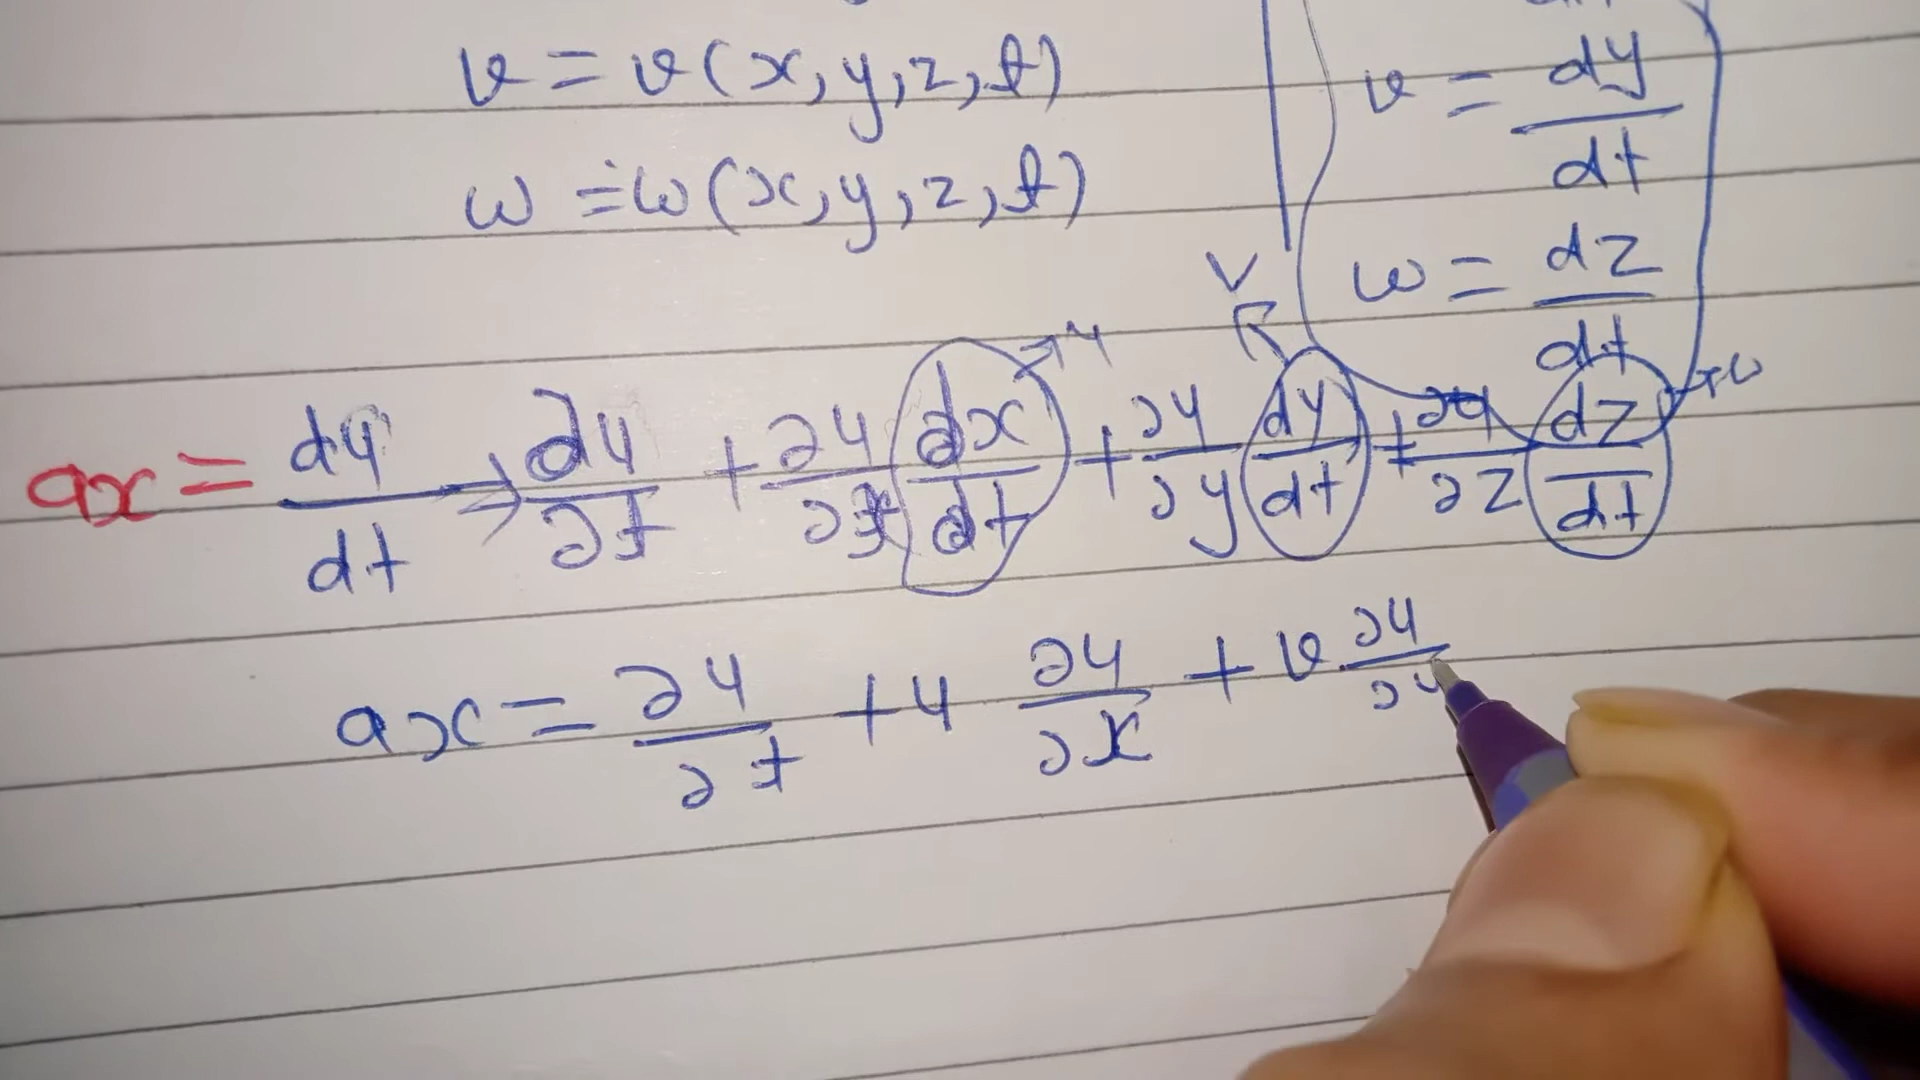 v = v(x, y, z, t)
v = dy/dt
w = w(x, y, z, t)
w = dz/dt
v
u
w
ax = du/dt → ∂u/∂t + ∂u/∂x dx/dt + ∂u/∂y dy/dt + ∂u/∂z dz/dt
ax = ∂u/∂t + u ∂u/∂x + v ∂u/∂y